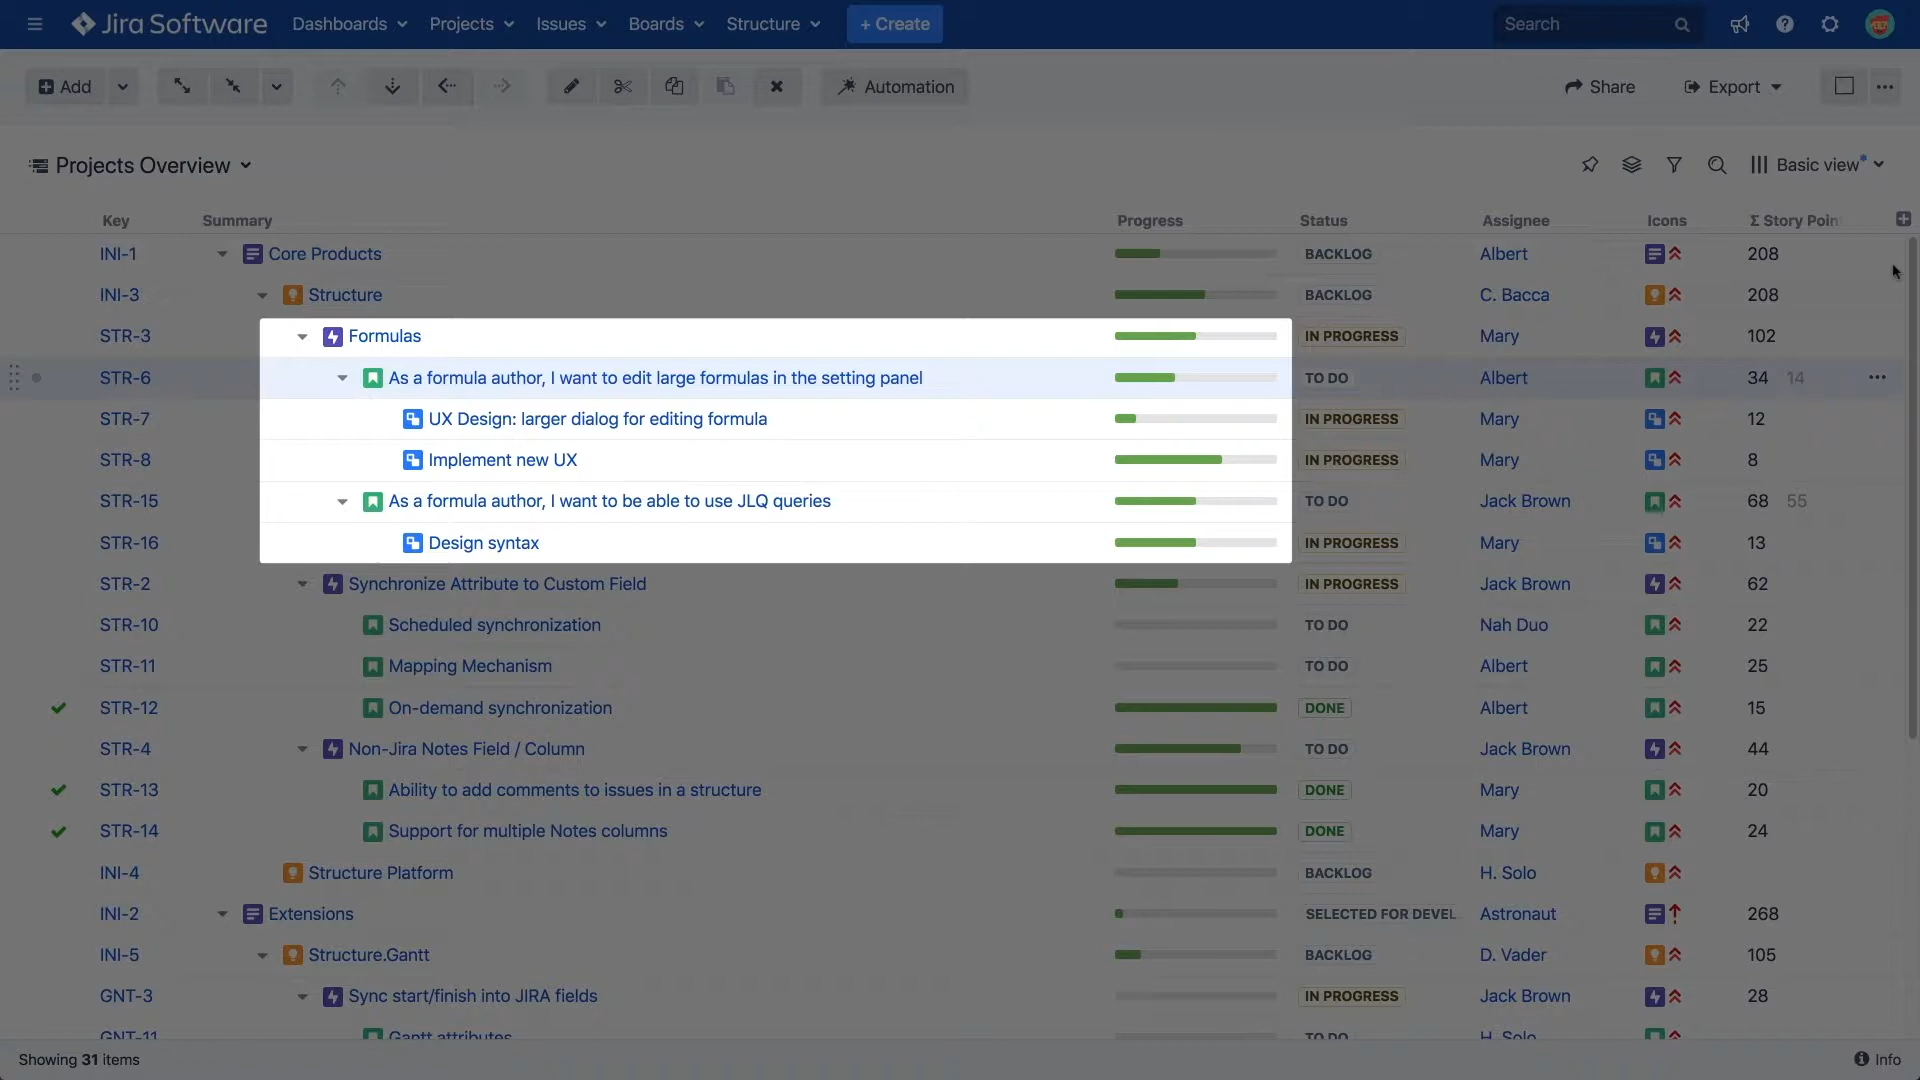 Jira Software Dashboards Projects Issues Boards Structure + Create Search
Add Automation Share Export
Projects Overview Basic view*
Key Summary Progress Status Assignee Icons Σ Story Poin
INI-1 Core Products BACKLOG Albert 208
INI-3 Structure BACKLOG C. Bacca 208
STR-3 Formulas IN PROGRESS Mary 102
STR-6 As a formula author, I want to edit large formulas in the setting panel TO DO Albert 34 14
STR-7 UX Design: larger dialog for editing formula IN PROGRESS Mary 12
STR-8 Implement new UX IN PROGRESS Mary 8
STR-15 As a formula author, I want to be able to use JLQ queries TO DO Jack Brown 68 55
STR-16 Design syntax IN PROGRESS Mary 13
STR-2 Synchronize Attribute to Custom Field IN PROGRESS Jack Brown 62
STR-10 Scheduled synchronization TO DO Nah Duo 22
STR-11 Mapping Mechanism TO DO Albert 25
STR-12 On-demand synchronization DONE Albert 15
STR-4 Non-Jira Notes Field / Column TO DO Jack Brown 44
STR-13 Ability to add comments to issues in a structure DONE Mary 20
STR-14 Support for multiple Notes columns DONE Mary 24
INI-4 Structure Platform BACKLOG H. Solo
INI-2 Extensions SELECTED FOR DEVEL Astronaut 268
INI-5 Structure.Gantt BACKLOG D. Vader 105
GNT-3 Sync start/finish into JIRA fields IN PROGRESS Jack Brown 28
GNT-11 Gantt attributes TO DO H. Solo
Showing 31 items Info